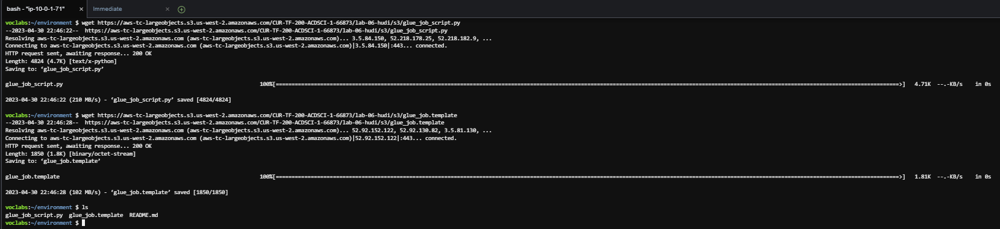 bash - "ip-10-0-1-71" × Immediate ×
voclabs:~/environment $ wget https://aws-tc-largeobjects.s3.us-west-2.amazonaws.com/CUR-TF-200-ACDSCI-1-66873/lab-06-hudi/s3/glue_job_script.py
--2023-04-30 22:46:22--  https://aws-tc-largeobjects.s3.us-west-2.amazonaws.com/CUR-TF-200-ACDSCI-1-66873/lab-06-hudi/s3/glue_job_script.py
Resolving aws-tc-largeobjects.s3.us-west-2.amazonaws.com (aws-tc-largeobjects.s3.us-west-2.amazonaws.com)... 3.5.84.150, 52.218.178.25, 52.218.182.9, ...
Connecting to aws-tc-largeobjects.s3.us-west-2.amazonaws.com (aws-tc-largeobjects.s3.us-west-2.amazonaws.com)|3.5.84.150|:443... connected.
HTTP request sent, awaiting response... 200 OK
Length: 4824 (4.7K) [text/x-python]
Saving to: ‘glue_job_script.py’
glue_job_script.py 100%[===================>] 4.71K --.-KB/s in 0s
2023-04-30 22:46:22 (210 MB/s) - ‘glue_job_script.py’ saved [4824/4824]
voclabs:~/environment $ wget https://aws-tc-largeobjects.s3.us-west-2.amazonaws.com/CUR-TF-200-ACDSCI-1-66873/lab-06-hudi/s3/glue_job.template
--2023-04-30 22:46:28--  https://aws-tc-largeobjects.s3.us-west-2.amazonaws.com/CUR-TF-200-ACDSCI-1-66873/lab-06-hudi/s3/glue_job.template
Resolving aws-tc-largeobjects.s3.us-west-2.amazonaws.com (aws-tc-largeobjects.s3.us-west-2.amazonaws.com)... 52.92.152.122, 52.92.130.82, 3.5.81.130, ...
Connecting to aws-tc-largeobjects.s3.us-west-2.amazonaws.com (aws-tc-largeobjects.s3.us-west-2.amazonaws.com)|52.92.152.122|:443... connected.
HTTP request sent, awaiting response... 200 OK
Length: 1850 (1.8K) [binary/octet-stream]
Saving to: ‘glue_job.template’
glue_job.template 100%[===================>] 1.81K --.-KB/s in 0s
2023-04-30 22:46:28 (102 MB/s) - ‘glue_job.template’ saved [1850/1850]
voclabs:~/environment $ ls
glue_job_script.py  glue_job.template  README.md
voclabs:~/environment $